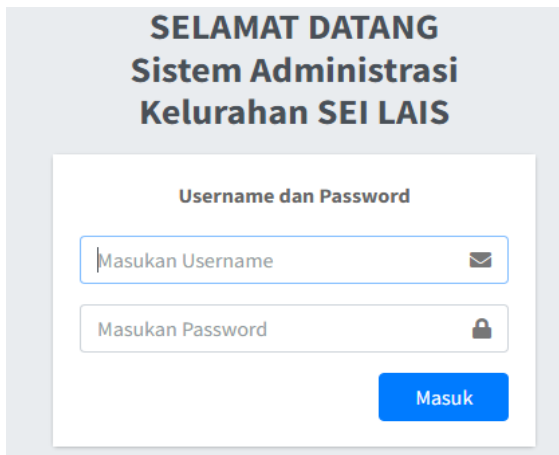 SELAMAT DATANG
Sistem Administrasi
Kelurahan SEI LAIS
Username dan Password
Masukan Username
Masukan Password
Masuk